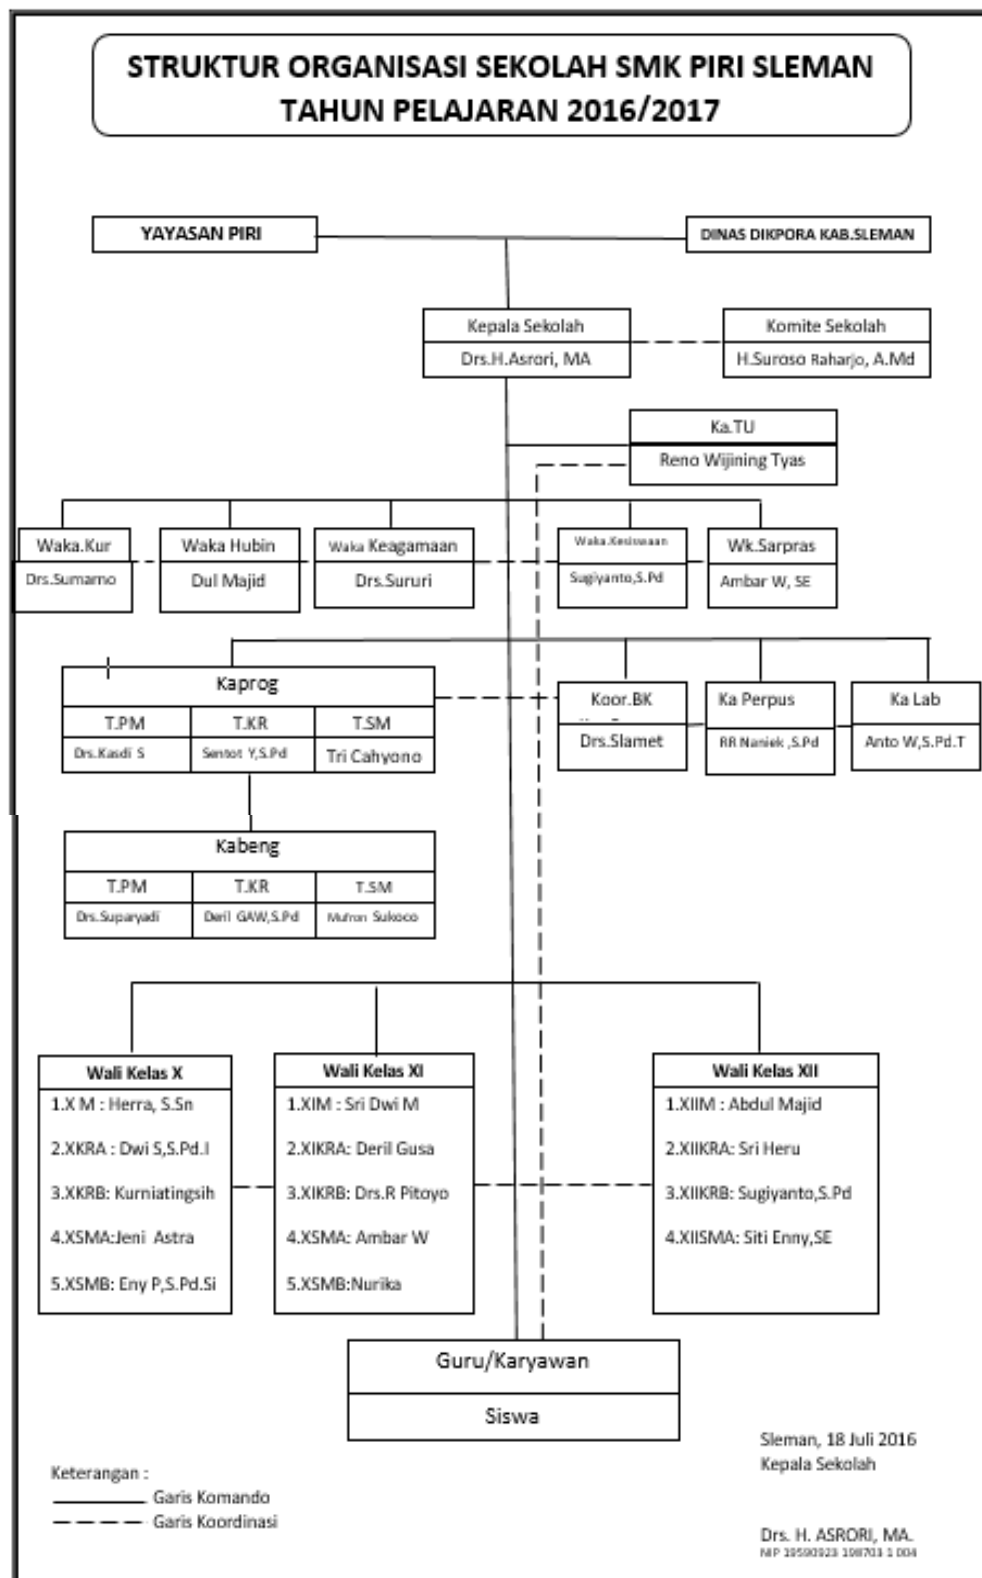 STRUKTUR ORGANISASI SEKOLAH SMK PIRI SLEMAN
TAHUN PELAJARAN 2016/2017
YAYASAN PIRI
DINAS DIKPORA KAB.SLEMAN
Kepala Sekolah
Drs.H.Asrori, MA
Komite Sekolah
H.Suroso Raharjo, A.Md
Ka.TU
Reno Wijining Tyas
Waka.Kur
Drs.Sumarno
Waka Hubin
Dul Majid
Waka Keagamaan
Drs.Sururi
Waka.Kesiswaan
Sugiyanto,S.Pd
Wk.Sarpras
Ambar W, SE
Kaprog
T.PM T.KR T.SM
Drs.Kasdi S Sentot Y,S.Pd Tri Cahyono
Koor.BK
Drs.Slamet
Ka Perpus
RR Naniek ,S.Pd
Ka Lab
Anto W,S.Pd.T
Kabeng
T.PM T.KR T.SM
Drs.Suparyadi Deril GAW,S.Pd Mufron Sukoco
Wali Kelas X
1.X M : Herra, S.Sn
2.XKRA : Dwi S,S.Pd.I
3.XKRB: Kurniatingsih
4.XSMA:Jeni Astra
5.XSMB: Eny P,S.Pd.Si
Wali Kelas XI
1.XIM : Sri Dwi M
2.XIKRA: Deril Gusa
3.XIKRB: Drs.R Pitoyo
4.XSMA: Ambar W
5.XSMB:Nurika
Wali Kelas XII
1.XIIM : Abdul Majid
2.XIIKRA: Sri Heru
3.XIIKRB: Sugiyanto,S.Pd
4.XIISMA: Siti Enny,SE
Guru/Karyawan
Siswa
Sleman, 18 Juli 2016
Kepala Sekolah
Drs. H. ASRORI, MA.
NIP 19590923 198703 1 004
Keterangan :
Garis Komando
Garis Koordinasi